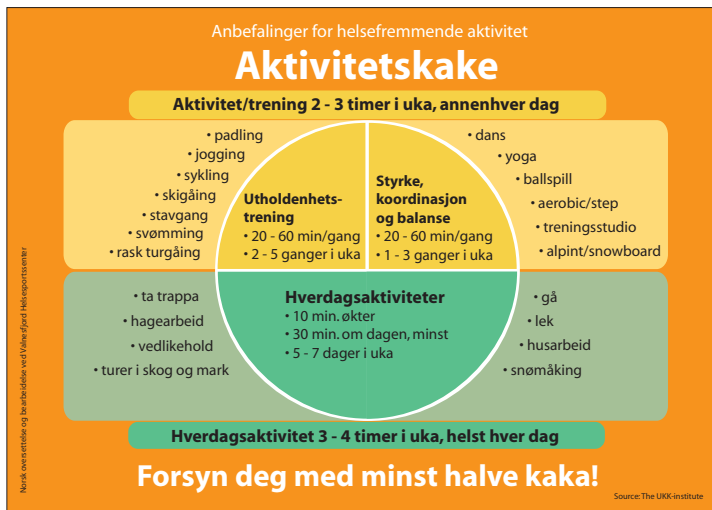 Anbefalinger for helsefremmende aktivitet
Aktivitetskake
Aktivitet/trening 2 - 3 timer i uka, annenhver dag
• padling
• jogging
• sykling
• skigåing
• stavgang
• svømming
• rask turgåing
Utholdenhets-
trening
• 20 - 60 min/gang
• 2 - 5 ganger i uka
Styrke,
koordinasjon
og balanse
• 20 - 60 min/gang
• 1 - 3 ganger i uka
• dans
• yoga
• ballspill
• aerobic/step
• treningsstudio
• alpint/snowboard
• ta trappa
• hagearbeid
• vedlikehold
• turer i skog og mark
Hverdagsaktiviteter
• 10 min. økter
• 30 min. om dagen, minst
• 5 - 7 dager i uka
• gå
• lek
• husarbeid
• snømåking
Hverdagsaktivitet 3 - 4 timer i uka, helst hver dag
Forsyn deg med minst halve kaka!
Norsk oversettelse og bearbeidelse ved Valnesfjord Helsesportssenter
Source: The UKK-institute